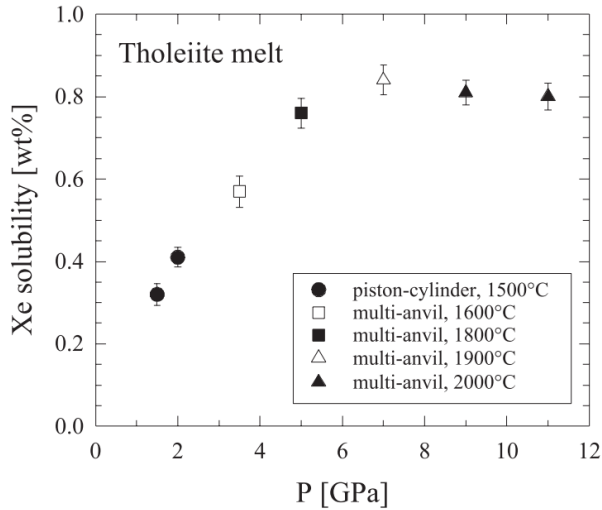 Tholeiite melt
Xe solubility [wt%]
1.0
0.8
0.6
0.4
0.2
0.0
piston-cylinder, 1500°C
multi-anvil, 1600°C
multi-anvil, 1800°C
multi-anvil, 1900°C
multi-anvil, 2000°C
0 2 4 6 8 10 12
P [GPa]